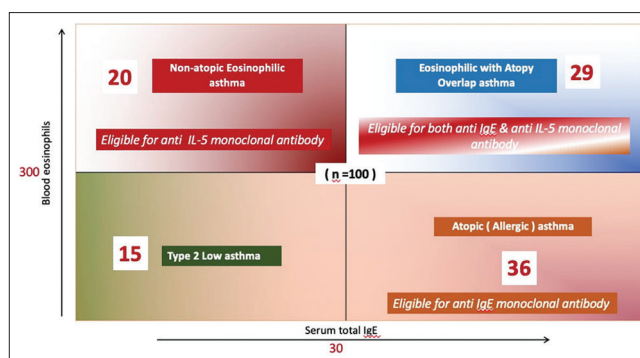 20
Non-atopic Eosinophilic
asthma
Eligible for anti IL-5 monoclonal
antibody
Eosinophilic with Atopy
Overlap asthma
29
Eligible for both anti IgE & anti IL-5 monoclonal
antibody
300
Blood eosinophils
( n =100 )
15
Type 2 Low asthma
Atopic ( Allergic ) asthma
36
Eligible for anti IgE monoclonal antibody
Serum total IgE
30